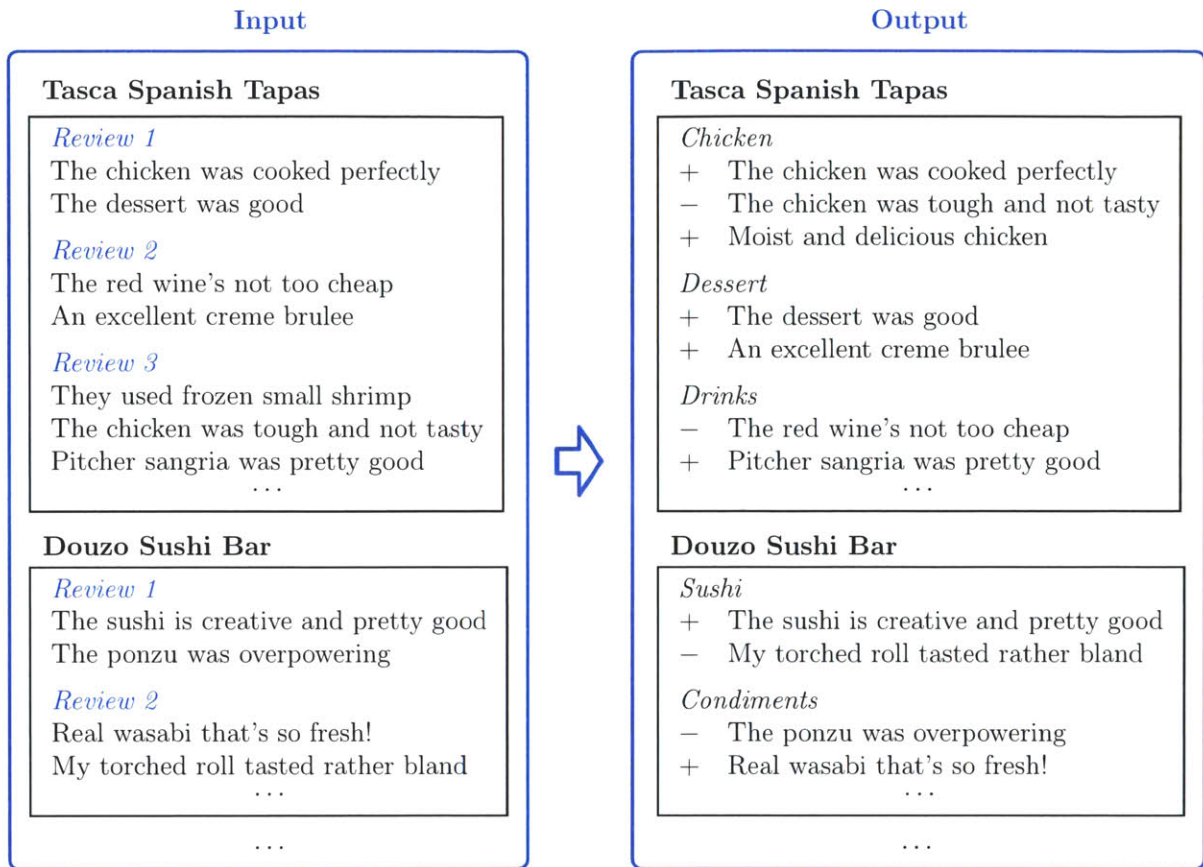 Input
Tasca Spanish Tapas
Review 1
The chicken was cooked perfectly
The dessert was good
Review 2
The red wine's not too cheap
An excellent creme brulee
Review 3
They used frozen small shrimp
The chicken was tough and not tasty
Pitcher sangria was pretty good
. . .
Douzo Sushi Bar
Review 1
The sushi is creative and pretty good
The ponzu was overpowering
Review 2
Real wasabi that's so fresh!
My torched roll tasted rather bland
. . .
. . .
Output
Tasca Spanish Tapas
Chicken
+ The chicken was cooked perfectly
− The chicken was tough and not tasty
+ Moist and delicious chicken
Dessert
+ The dessert was good
+ An excellent creme brulee
Drinks
− The red wine's not too cheap
+ Pitcher sangria was pretty good
. . .
Douzo Sushi Bar
Sushi
+ The sushi is creative and pretty good
− My torched roll tasted rather bland
Condiments
− The ponzu was overpowering
+ Real wasabi that's so fresh!
. . .
. . .